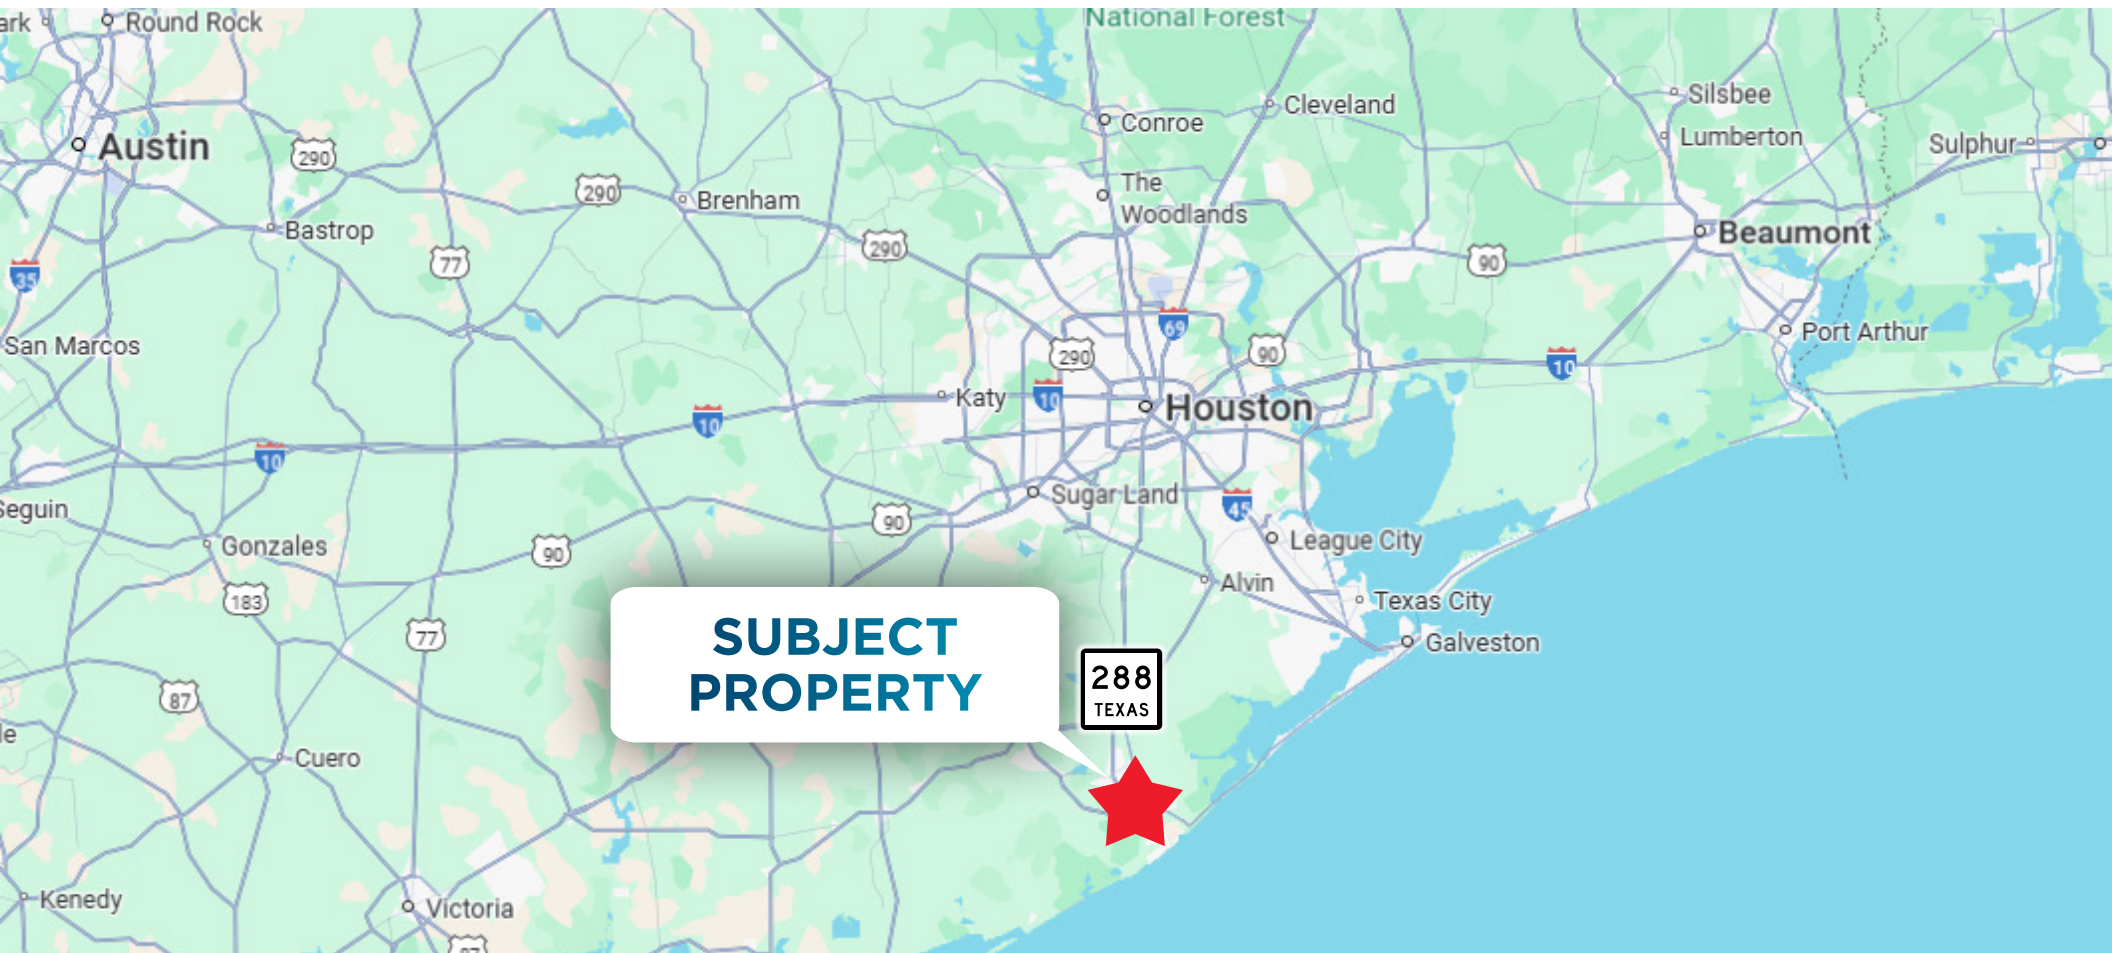 National Forest
ark
Round Rock
Cleveland
Silsbee
Conroe
Lumberton
Austin
290
Sulphur
The
Woodlands
290
Brenham
Bastrop
Beaumont
290
77
90
35
69
Port Arthur
San Marcos
290
90
10
Katy
10
Houston
10
10
Sugar Land
45
Seguin
90
League City
Gonzales
90
Alvin
183
Texas City
77
SUBJECT
PROPERTY
Galveston
288
TEXAS
87
le
Cuero
Kenedy
Victoria
87